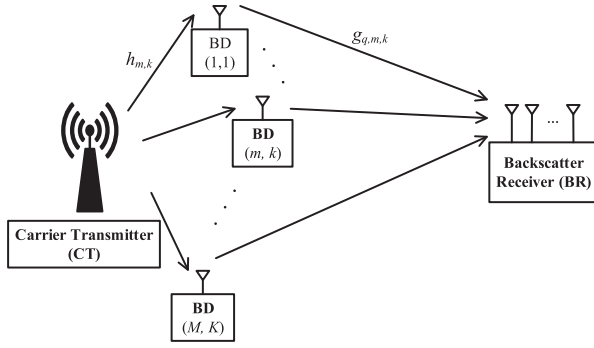 BD
(1,1)
h_{m,k}
g_{q,m,k}
BD
(m, k)
...
Backscatter
Receiver (BR)
Carrier Transmitter
(CT)
BD
(M, K)